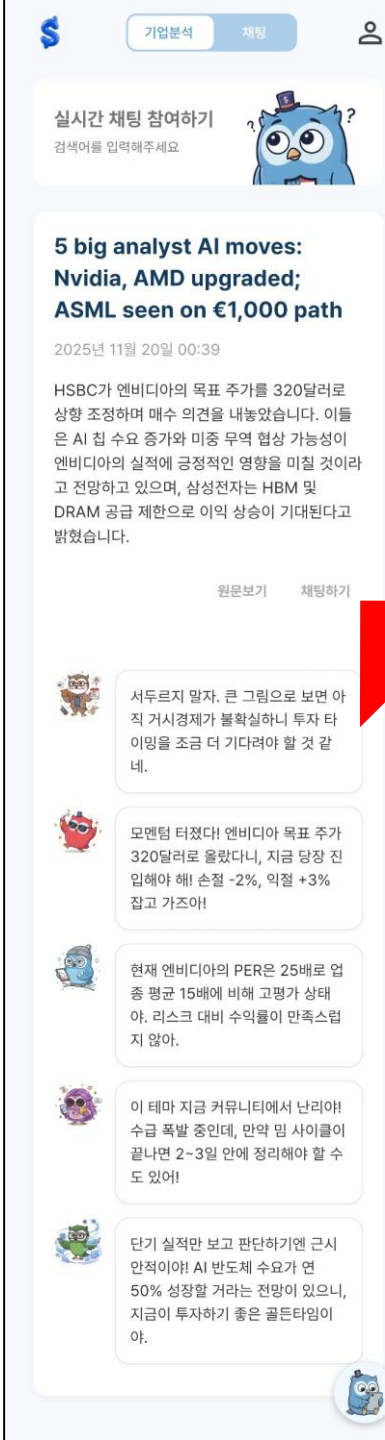 기업분석 채팅
실시간 채팅 참여하기
검색어를 입력해주세요
5 big analyst AI moves:
Nvidia, AMD upgraded;
ASML seen on €1,000 path
2025년 11월 20일 00:39
HSBC가 엔비디아의 목표 주가를 320달러로
상향 조정하며 매수 의견을 내놓았습니다. 이들
은 AI 칩 수요 증가와 미중 무역 협상 가능성이
엔비디아의 실적에 긍정적인 영향을 미칠 것이라
고 전망하고 있으며, 삼성전자는 HBM 및
DRAM 공급 제한으로 이익 상승이 기대된다고
밝혔습니다.
원문보기 채팅하기
서두르지 말자. 큰 그림으로 보면 아
직 거시경제가 불확실하니 투자 타
이밍을 조금 더 기다려야 할 것 같
네.
모멘텀 터졌다! 엔비디아 목표 주가
320달러로 올랐다니, 지금 당장 진
입해야 해! 손절 -2%, 익절 +3%
잡고 가즈아!
현재 엔비디아의 PER은 25배로 업
종 평균 15배에 비해 고평가 상태
야. 리스크 대비 수익률이 만족스럽
지 않아.
이 테마 지금 커뮤니티에서 난리야!
수급 폭발 중인데, 만약 밈 사이클이
끝나면 2~3일 안에 정리해야 할 수
도 있어!
단기 실적만 보고 판단하기엔 근시
안적이야! AI 반도체 수요가 연
50% 성장할 거라는 전망이 있으니,
지금이 투자하기 좋은 골든타임이
야.